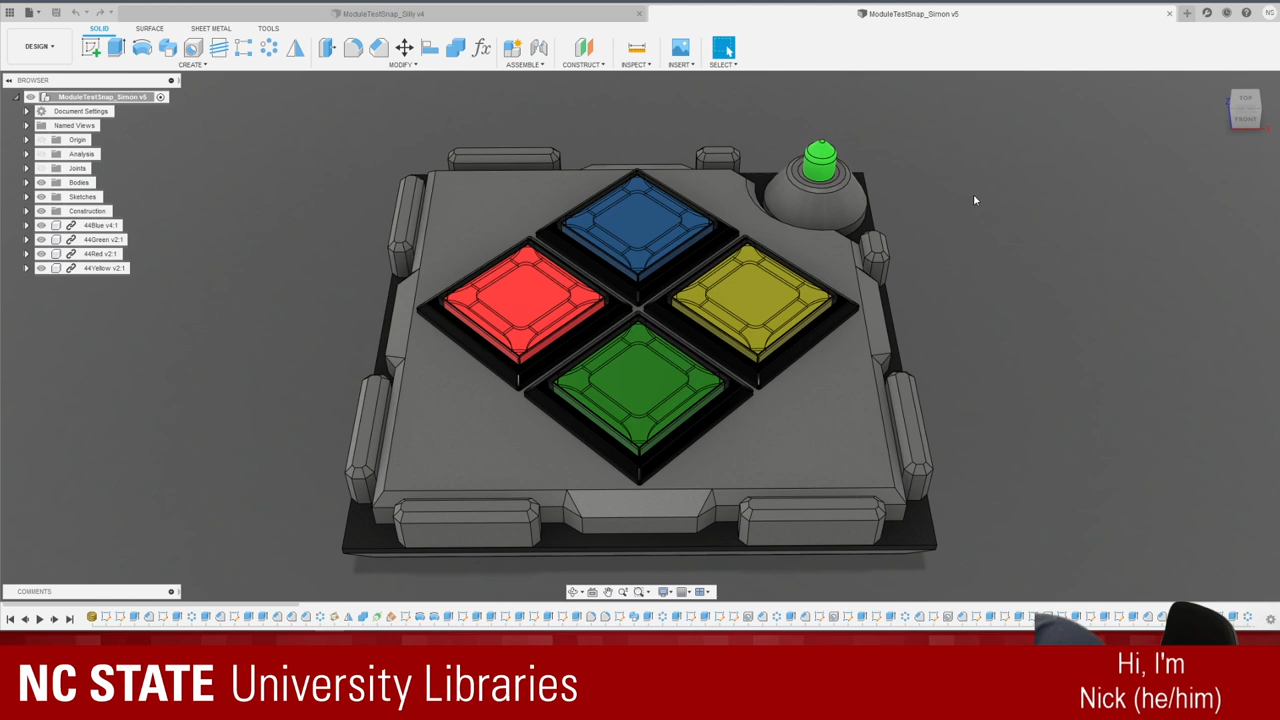 ModuleTestSnap_Silly v4
ModuleTestSnap_Simon v5
NS
DESIGN
SOLID SURFACE SHEET METAL TOOLS
CREATE MODIFY ASSEMBLE CONSTRUCT INSPECT INSERT SELECT
BROWSER
ModuleTestSnap_Simon v5
Document Settings
Named Views
Origin
Analysis
Joints
Bodies
Sketches
Construction
44Blue v4:1
44Green v2:1
44Red v2:1
44Yellow v2:1
TOP
FRONT
Z
X
COMMENTS
NC STATE University Libraries
Hi, I'm
Nick (he/him)